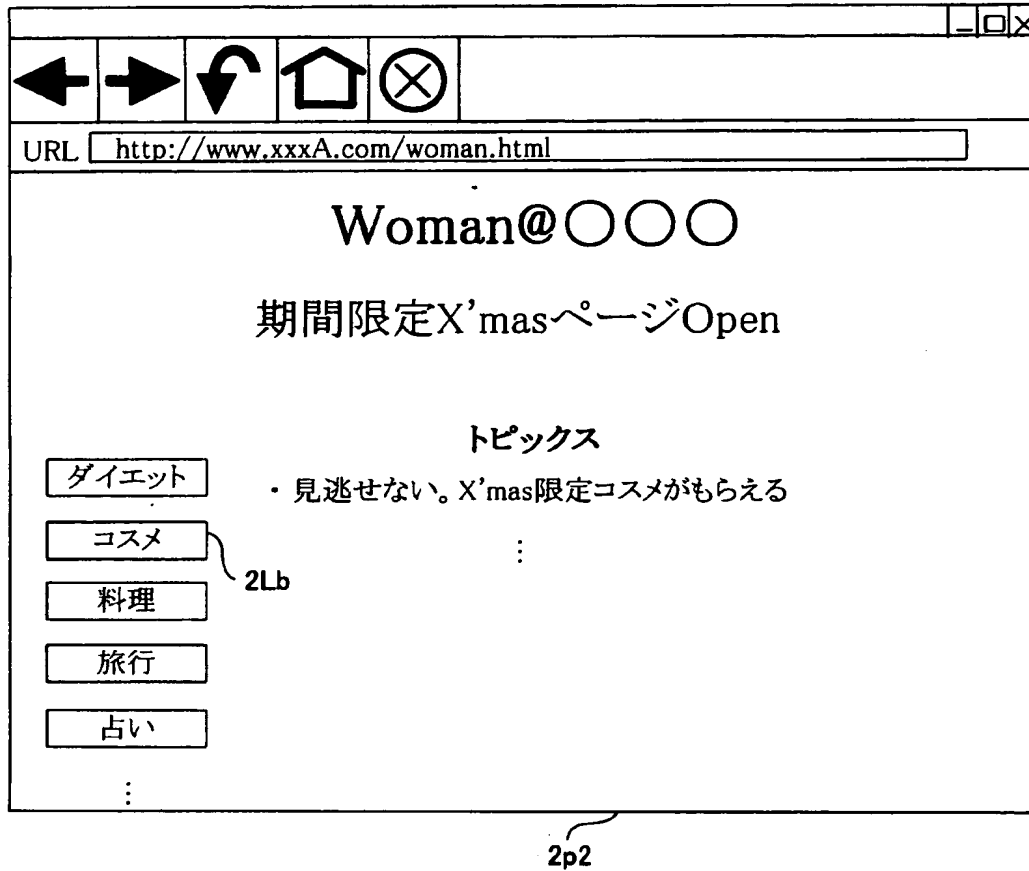 URL http://www.xxxA.com/woman.html
Woman@○○○
期間限定X'masページOpen
トピックス
・見逃せない。X'mas限定コスメがもらえる
⋮
ダイエット
コスメ
2Lb
料理
旅行
占い
⋮
2p2